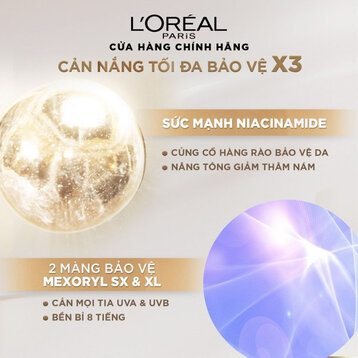 L'ORÉAL
PARIS
CỬA HÀNG CHÍNH HÃNG
CẢN NẮNG TỐI ĐA BẢO VỆ X3
SỨC MẠNH NIACINAMIDE
CỦNG CỐ HÀNG RÀO BẢO VỆ DA
NÂNG TÔNG GIẢM THÂM NÁM
2 MÀNG BẢO VỆ
MEXORYL SX & XL
CẢN MỌI TIA UVA & UVB
BỀN BỈ 8 TIẾNG